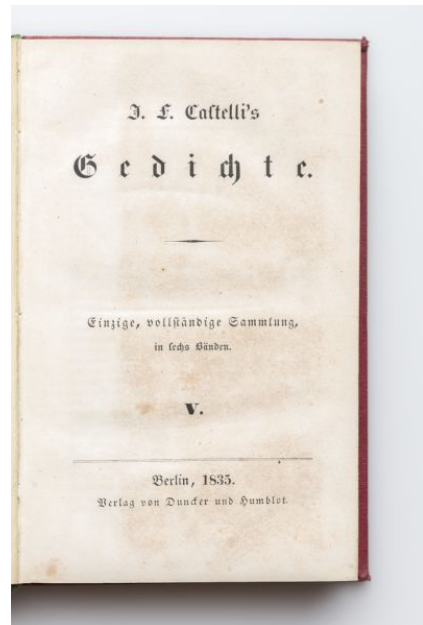 J. F. Castelli's
Gedichte.
Einzige, vollständige Sammlung,
in sechs Bänden.
V.
Berlin, 1835.
Verlag von Duncker und Humblot.